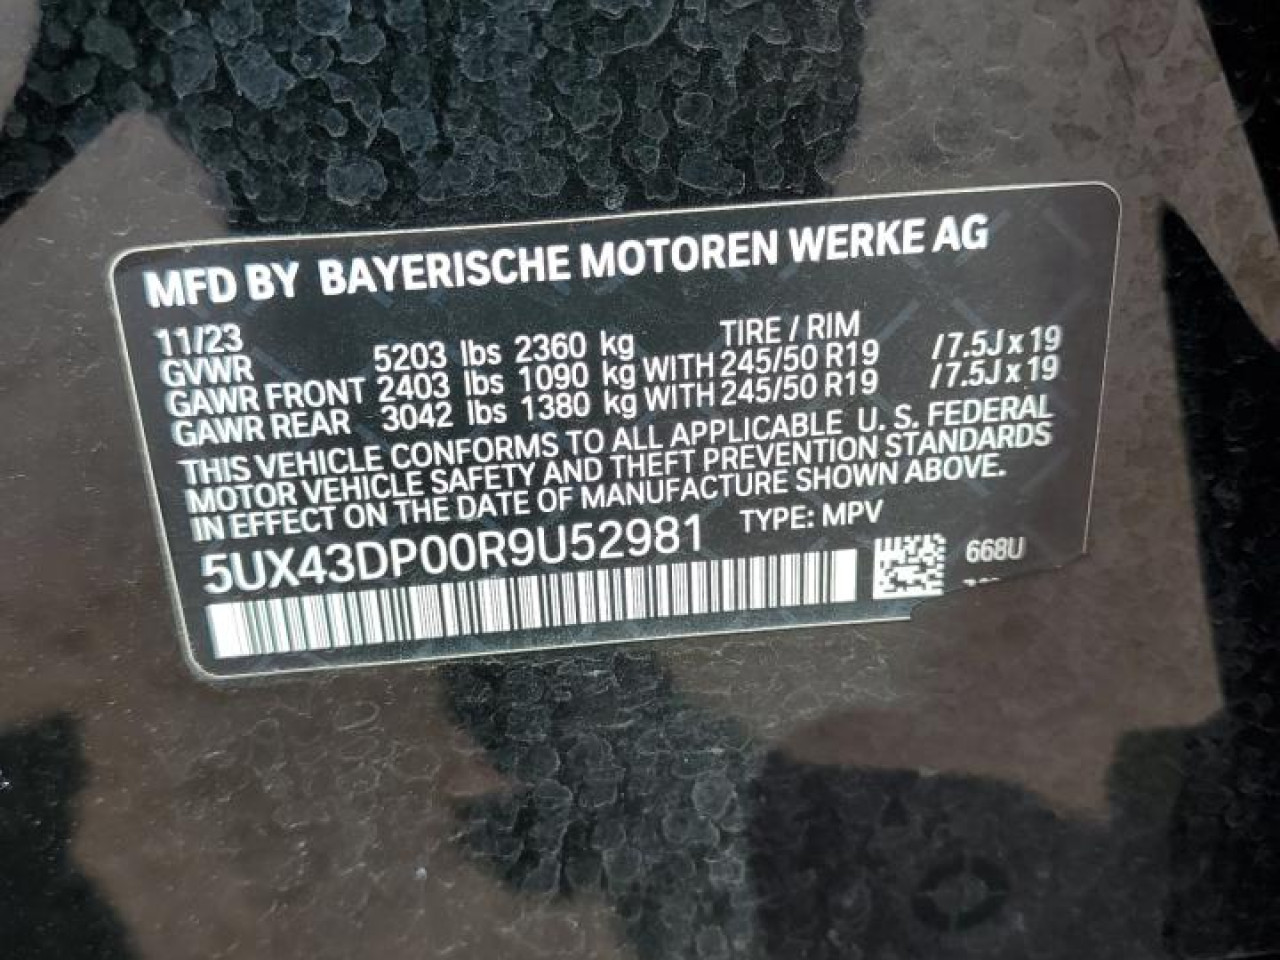 MFD BY BAYERISCHE MOTOREN WERKE AG
11/23 TIRE / RIM
GVWR 5203 lbs 2360 kg
GAWR FRONT 2403 lbs 1090 kg WITH 245/50 R19 / 7.5J x 19
GAWR REAR 3042 lbs 1380 kg WITH 245/50 R19 / 7.5J x 19
THIS VEHICLE CONFORMS TO ALL APPLICABLE U. S. FEDERAL
MOTOR VEHICLE SAFETY AND THEFT PREVENTION STANDARDS
IN EFFECT ON THE DATE OF MANUFACTURE SHOWN ABOVE.
5UX43DP00R9U52981 TYPE: MPV
668U